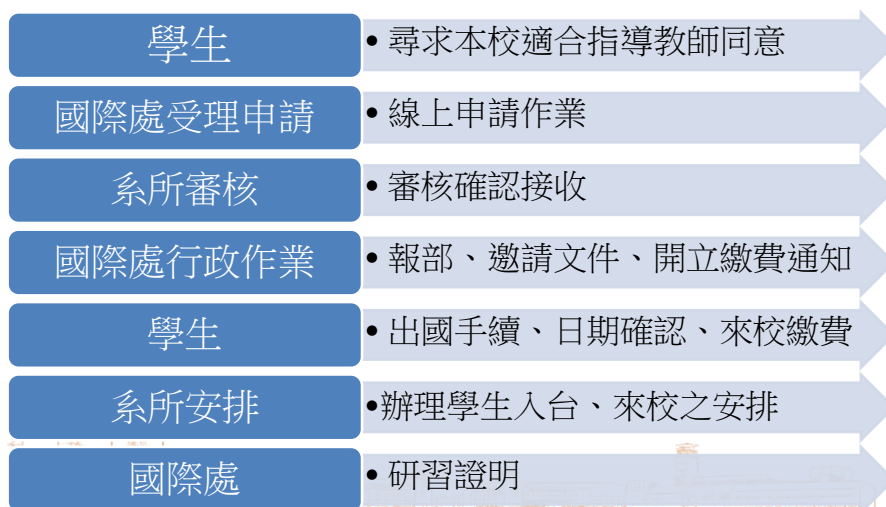 學生
• 尋求本校適合指導教師同意
國際處受理申請
• 線上申請作業
系所審核
• 審核確認接收
國際處行政作業
• 報部、邀請文件、開立繳費通知
學生
• 出國手續、日期確認、來校繳費
系所安排
•辦理學生入台、來校之安排
國際處
• 研習證明